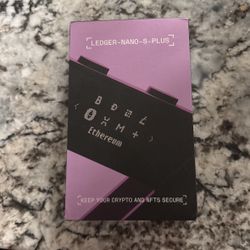 LEDGER-NANO-S-PLUS
Ethereum
KEEP YOUR CRYPTO AND NFTS SECURE